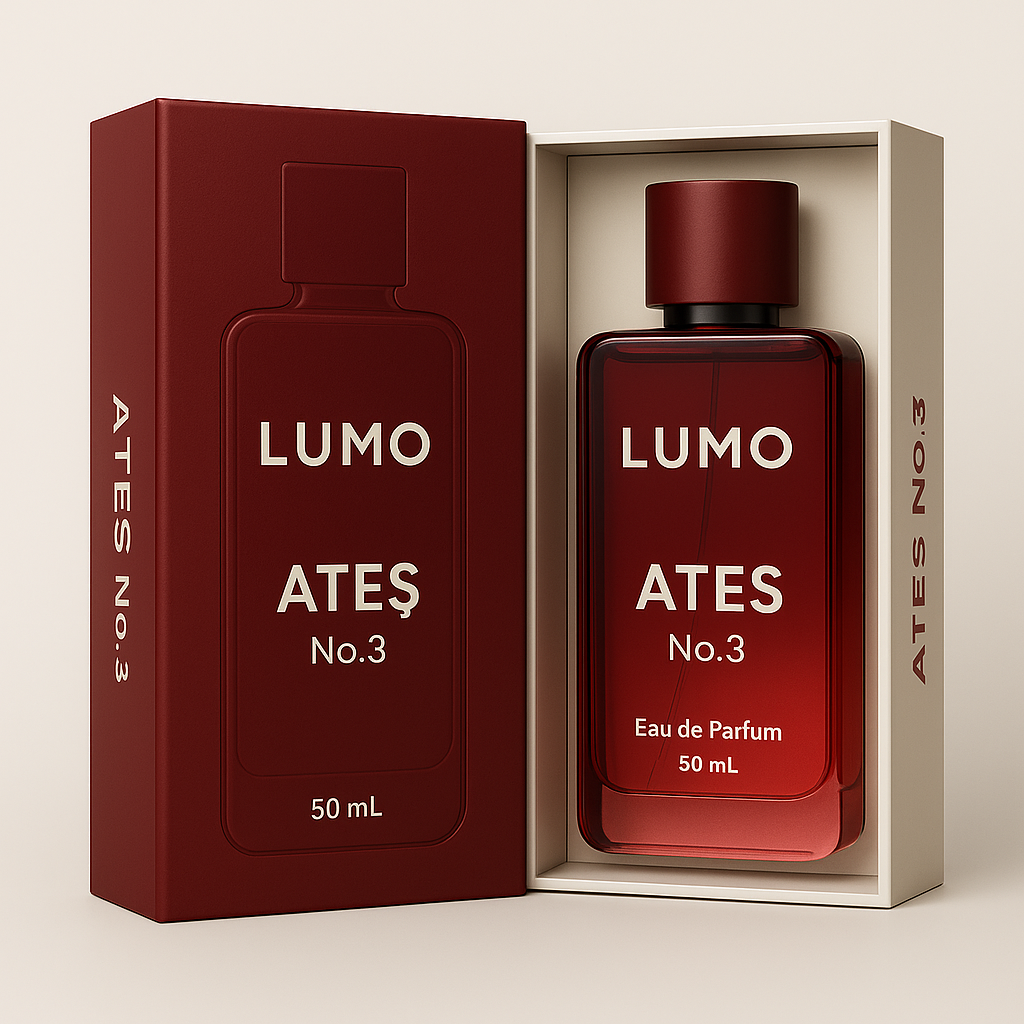 ATES No.3
LUMO
ATEŞ
No.3
50 mL
LUMO
ATES
No.3
Eau de Parfum
50 mL
ATES NO.3